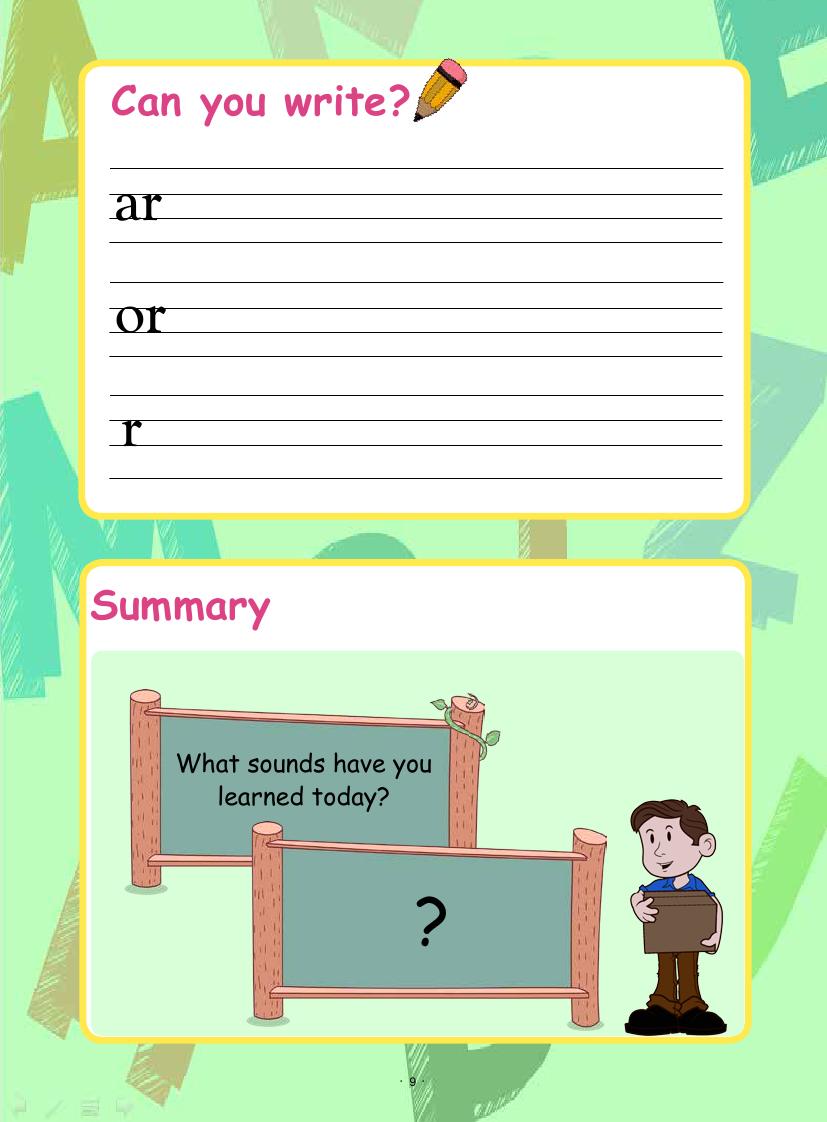 Can you write?
ar
or
r
Summary
What sounds have you
learned today?
?
· 9 ·